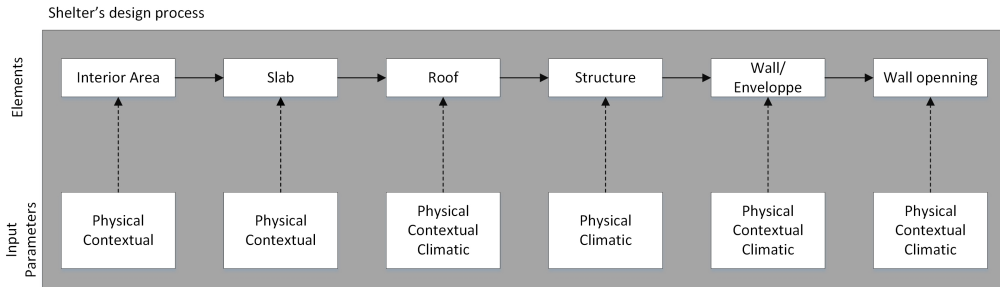 Shelter's design process
Elements
Interior Area
Slab
Roof
Structure
Wall/
Enveloppe
Wall openning
Input
Parameters
Physical
Contextual
Physical
Contextual
Physical
Contextual
Climatic
Physical
Climatic
Physical
Contextual
Climatic
Physical
Contextual
Climatic